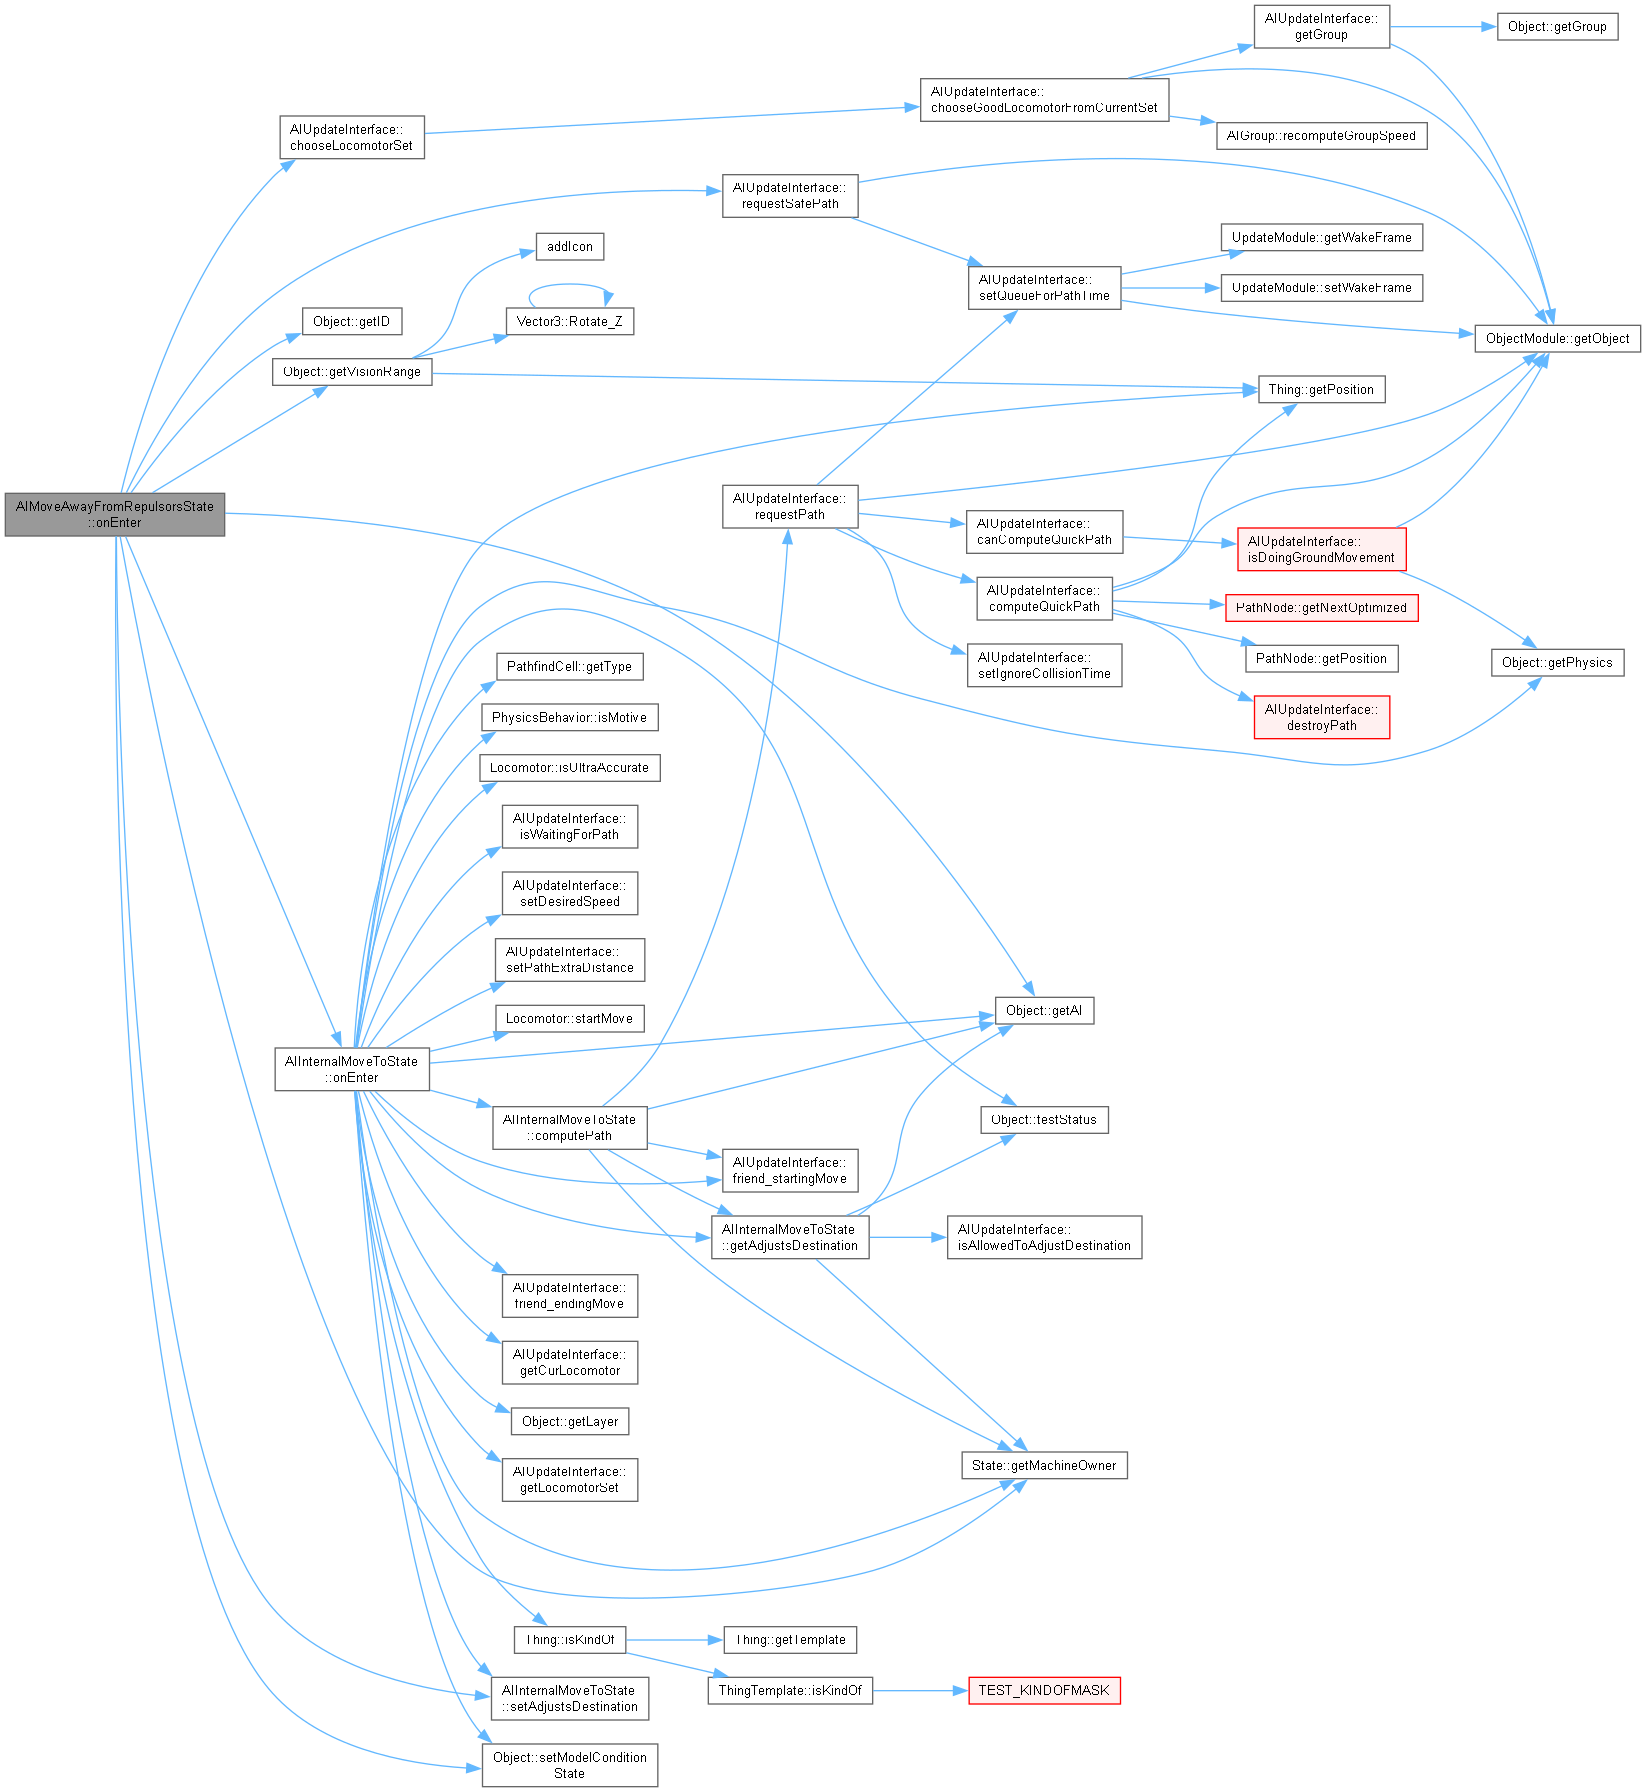 AIUpdateInterface::
getGroup
Object::getGroup
AIUpdateInterface::
chooseGoodLocomotorFromCurrentSet
AIUpdateInterface::
chooseLocomotorSet
AIGroup::recomputeGroupSpeed
AIUpdateInterface::
requestSafePath
UpdateModule::getWakeFrame
addIcon
AIUpdateInterface::
setQueueForPathTime
UpdateModule::setWakeFrame
Object::getID
Vector3::Rotate_Z
ObjectModule::getObject
Object::getVisionRange
Thing::getPosition
AIMoveAwayFromRepulsorsState
::onEnter
AIUpdateInterface::
requestPath
AIUpdateInterface::
canComputeQuickPath
AIUpdateInterface::
isDoingGroundMovement
AIUpdateInterface::
computeQuickPath
PathNode::getNextOptimized
PathfindCell::getType
AIUpdateInterface::
setIgnoreCollisionTime
PathNode::getPosition
Object::getPhysics
PhysicsBehavior::isMotive
AIUpdateInterface::
destroyPath
Locomotor::isUltraAccurate
AIUpdateInterface::
isWaitingForPath
AIUpdateInterface::
setDesiredSpeed
AIUpdateInterface::
setPathExtraDistance
Locomotor::startMove
Object::getAI
AIInternalMoveToState
::onEnter
AIInternalMoveToState
::computePath
Object::testStatus
AIUpdateInterface::
friend_startingMove
AIInternalMoveToState
::getAdjustsDestination
AIUpdateInterface::
isAllowedToAdjustDestination
AIUpdateInterface::
friend_endingMove
AIUpdateInterface::
getCurLocomotor
Object::getLayer
AIUpdateInterface::
getLocomotorSet
State::getMachineOwner
Thing::isKindOf
Thing::getTemplate
AIInternalMoveToState
::setAdjustsDestination
ThingTemplate::isKindOf
TEST_KINDOFMASK
Object::setModelCondition
State